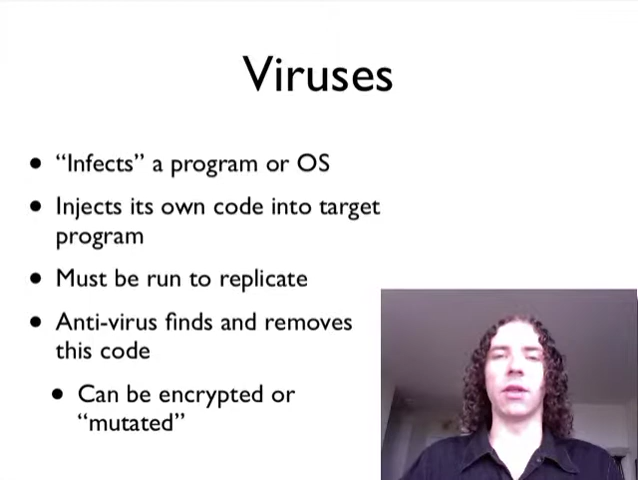 Viruses
• “Infects” a program or OS
• Injects its own code into target
program
• Must be run to replicate
• Anti-virus finds and removes
this code
• Can be encrypted or
“mutated”